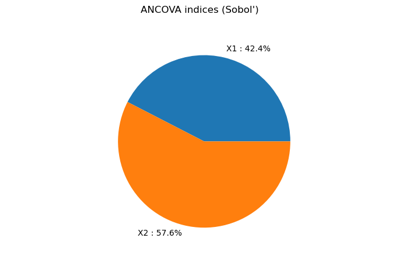 ANCOVA indices (Sobol')
X1 : 42.4%
X2 : 57.6%